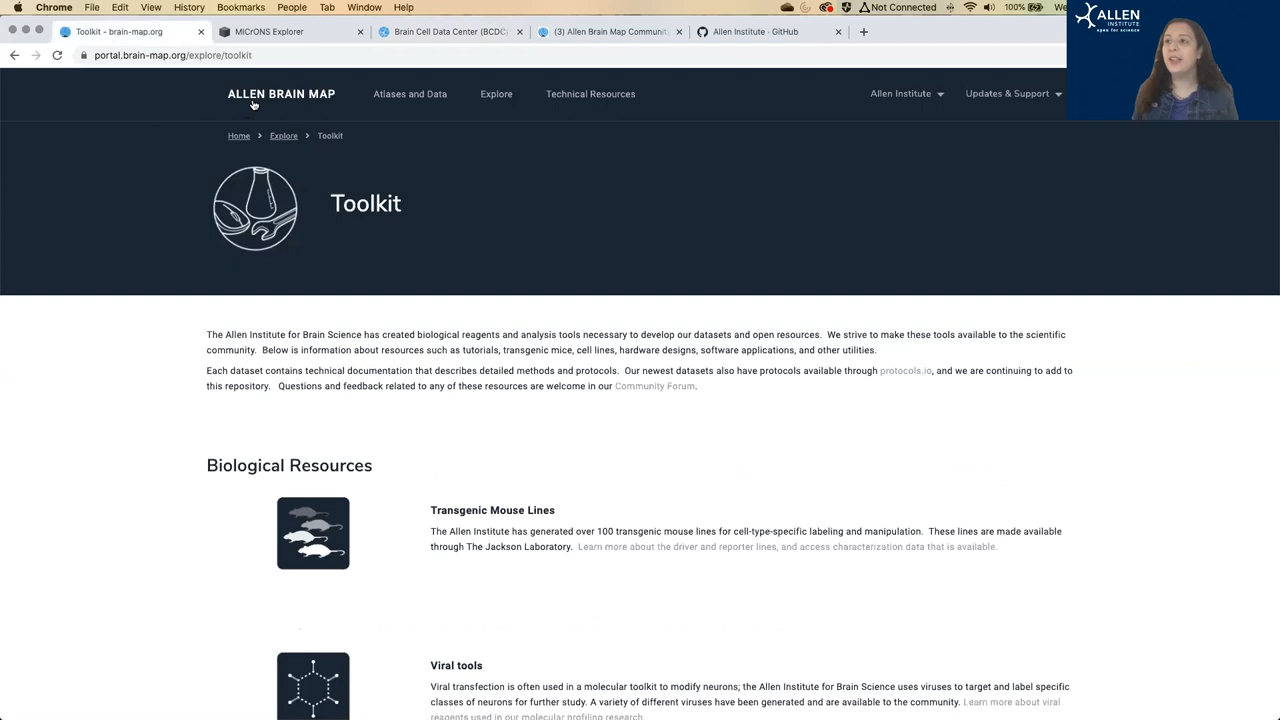 Chrome File Edit View History Bookmarks People Tab Window Help Not Connected 100% We
Toolkit - brain-map.org MICrONS Explorer Brain Cell Data Center (BCDC) (3) Allen Brain Map Communi Allen Institute · GitHub
portal.brain-map.org/explore/toolkit
ALLEN
INSTITUTE
open for science
ALLEN BRAIN MAP Atlases and Data Explore Technical Resources Allen Institute Updates & Support
Home > Explore > Toolkit
Toolkit
The Allen Institute for Brain Science has created biological reagents and analysis tools necessary to develop our datasets and open resources. We strive to make these tools available to the scientific
community. Below is information about resources such as tutorials, transgenic mice, cell lines, hardware designs, software applications, and other utilities.
Each dataset contains technical documentation that describes detailed methods and protocols. Our newest datasets also have protocols available through protocols.io, and we are continuing to add to
this repository. Questions and feedback related to any of these resources are welcome in our Community Forum.
Biological Resources
Transgenic Mouse Lines
The Allen Institute has generated over 100 transgenic mouse lines for cell-type-specific labeling and manipulation. These lines are made available
through The Jackson Laboratory. Learn more about the driver and reporter lines, and access characterization data that is available.
Viral tools
Viral transfection is often used in a molecular toolkit to modify neurons; the Allen Institute for Brain Science uses viruses to target and label specific
classes of neurons for further study. A variety of different viruses have been generated and are available to the community. Learn more about viral
reagents used in our molecular profiling research.